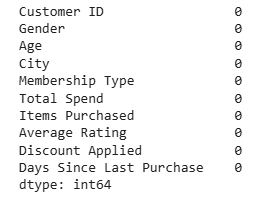 Customer ID 0
Gender 0
Age 0
City 0
Membership Type 0
Total Spend 0
Items Purchased 0
Average Rating 0
Discount Applied 0
Days Since Last Purchase 0
dtype: int64